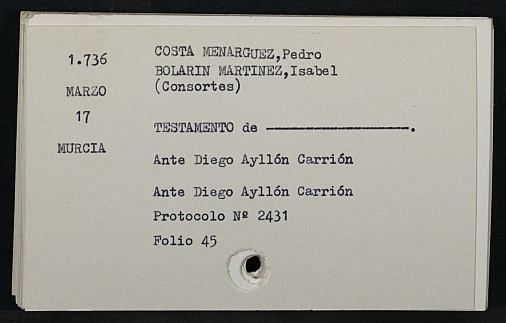 1.736
MARZO
17
MURCIA
COSTA MENARGUEZ,Pedro
BOLARIN MARTINEZ,Isabel
(Consortes)
TESTAMENTO de ------------------.
Ante Diego Ayllón Carrión
Ante Diego Ayllón Carrión
Protocolo Nº 2431
Folio 45